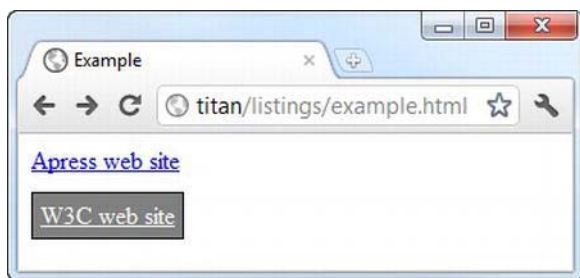 Example
titan/listings/example.html
Apress web site
W3C web site